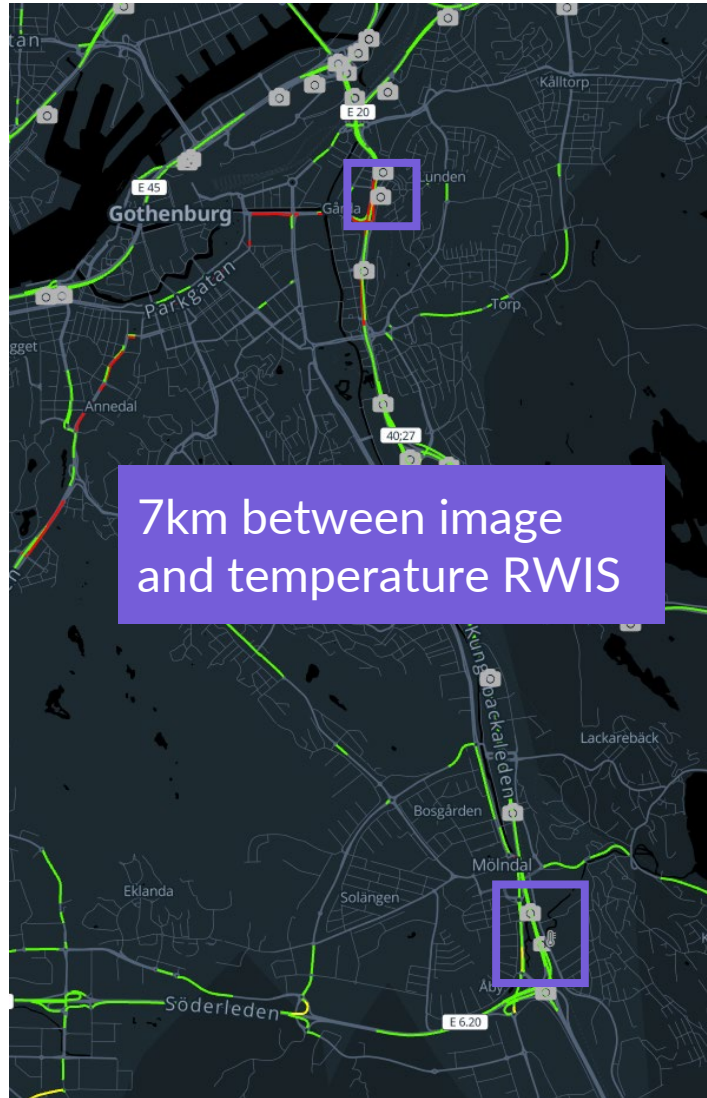 tan
Kålltorp
E 20
Lunden
E 45
Gårda
Gothenburg
Parkgatan
Torp
gget
Annedal
40;27
7km between image
and temperature RWIS
en
Kungsbackaleden
Lackarebäck
Bosgården
Mölndal
Eklanda
Solängen
K
Åby
Söderleden
E 6.20